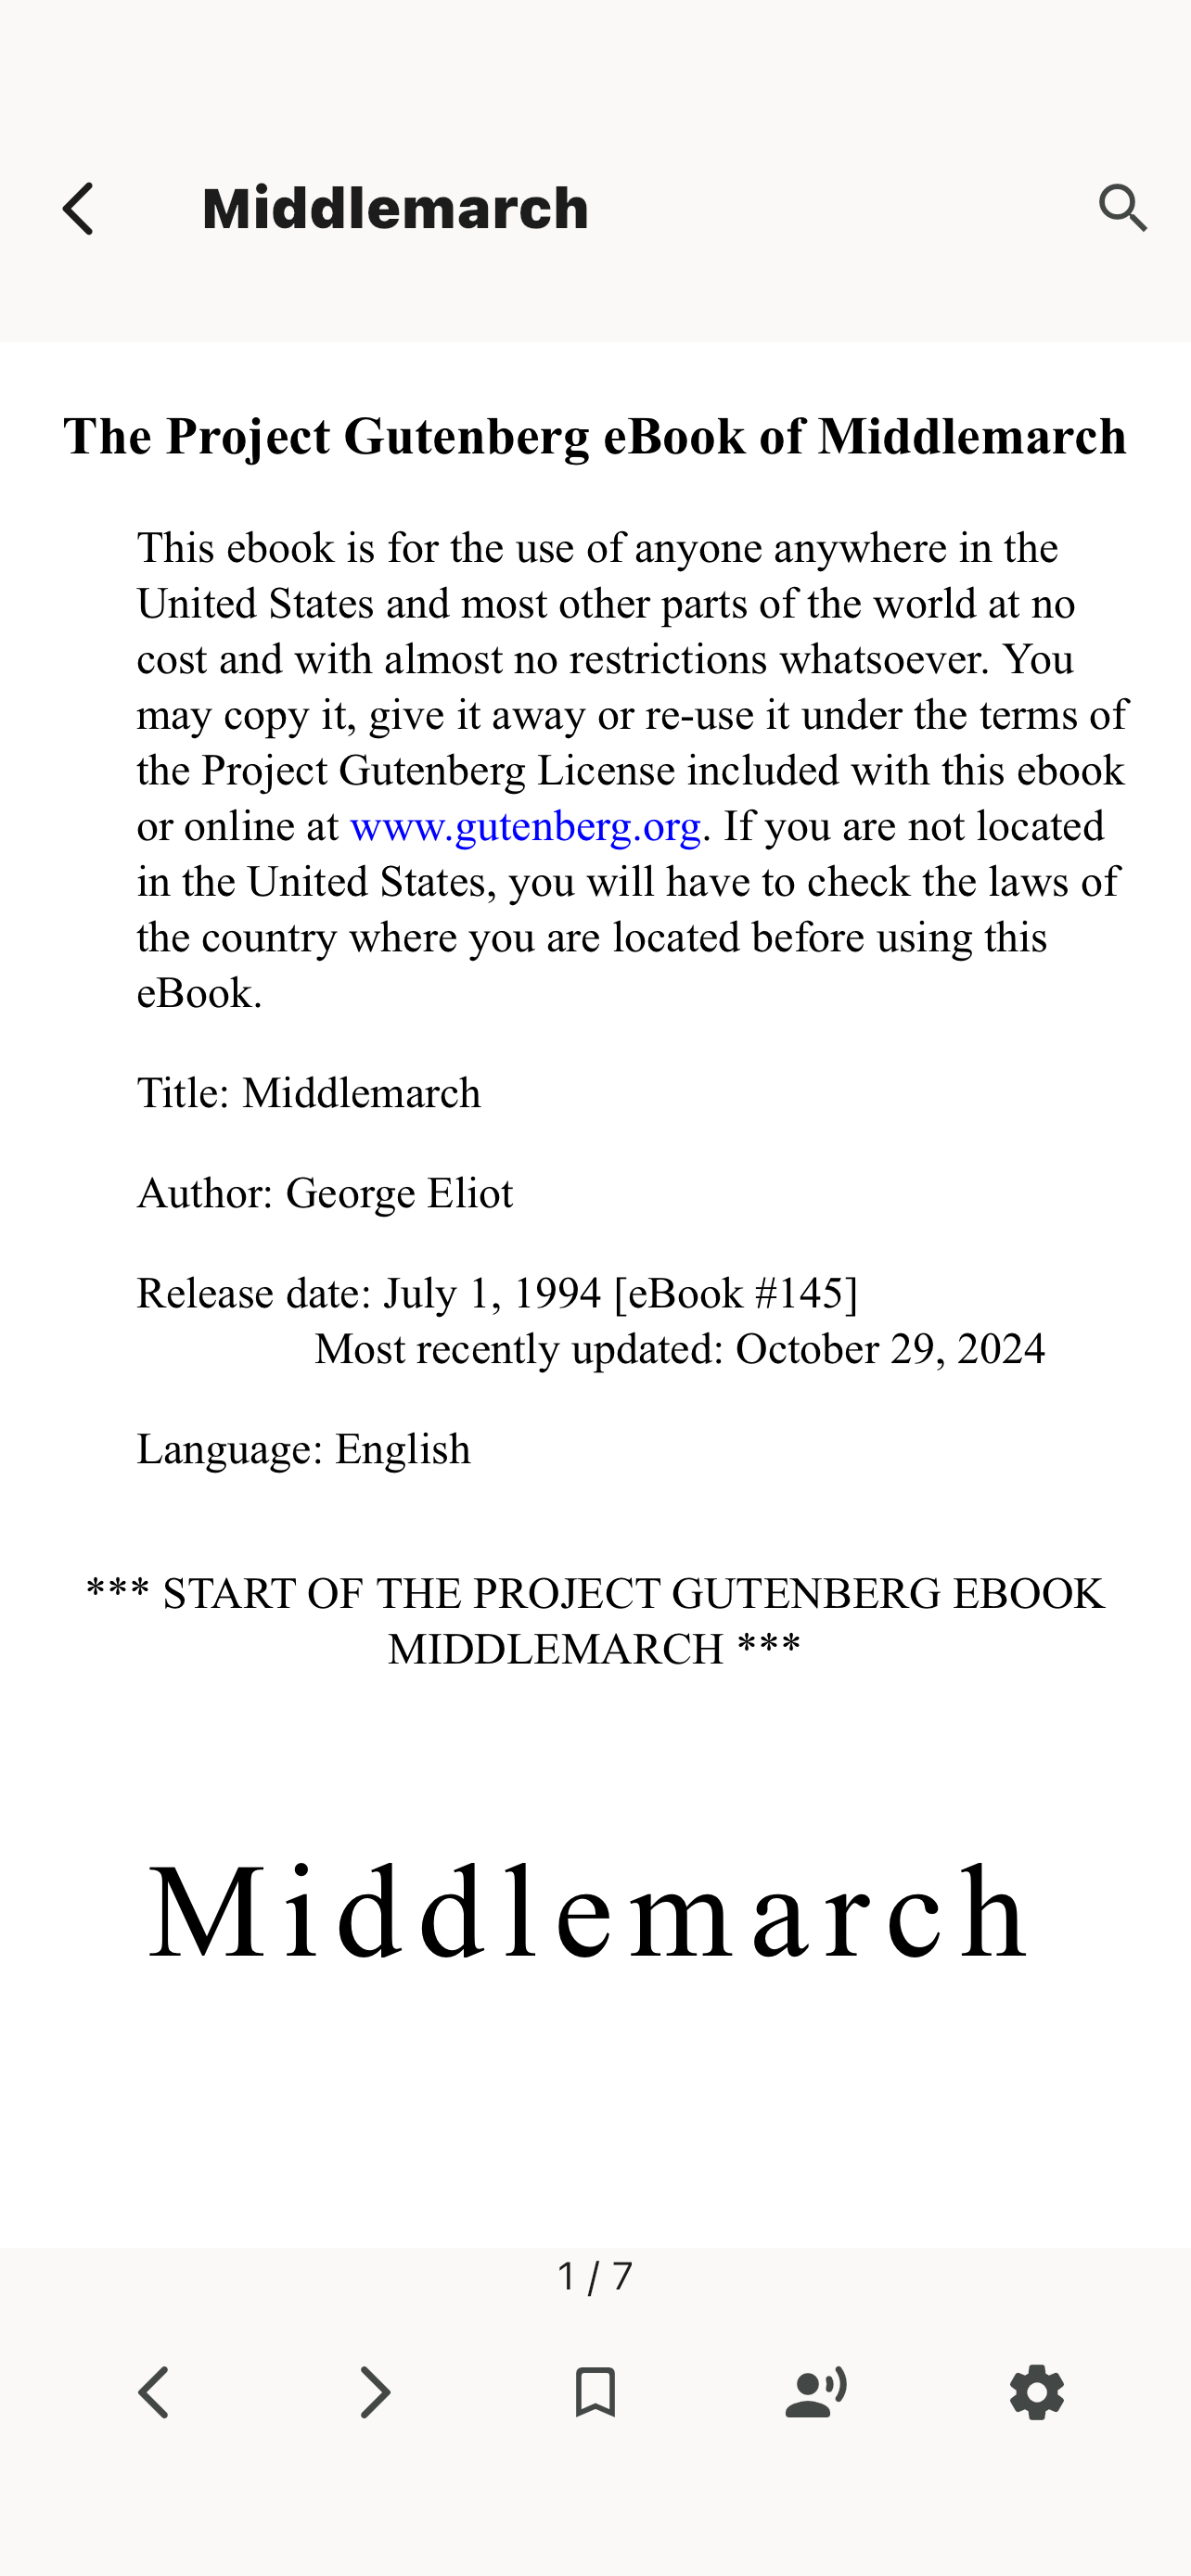 Middlemarch
The Project Gutenberg eBook of Middlemarch
This ebook is for the use of anyone anywhere in the
United States and most other parts of the world at no
cost and with almost no restrictions whatsoever. You
may copy it, give it away or re-use it under the terms of
the Project Gutenberg License included with this ebook
or online at www.gutenberg.org. If you are not located
in the United States, you will have to check the laws of
the country where you are located before using this
eBook.
Title: Middlemarch
Author: George Eliot
Release date: July 1, 1994 [eBook #145]
Most recently updated: October 29, 2024
Language: English
*** START OF THE PROJECT GUTENBERG EBOOK
MIDDLEMARCH ***
Middlemarch
1 / 7